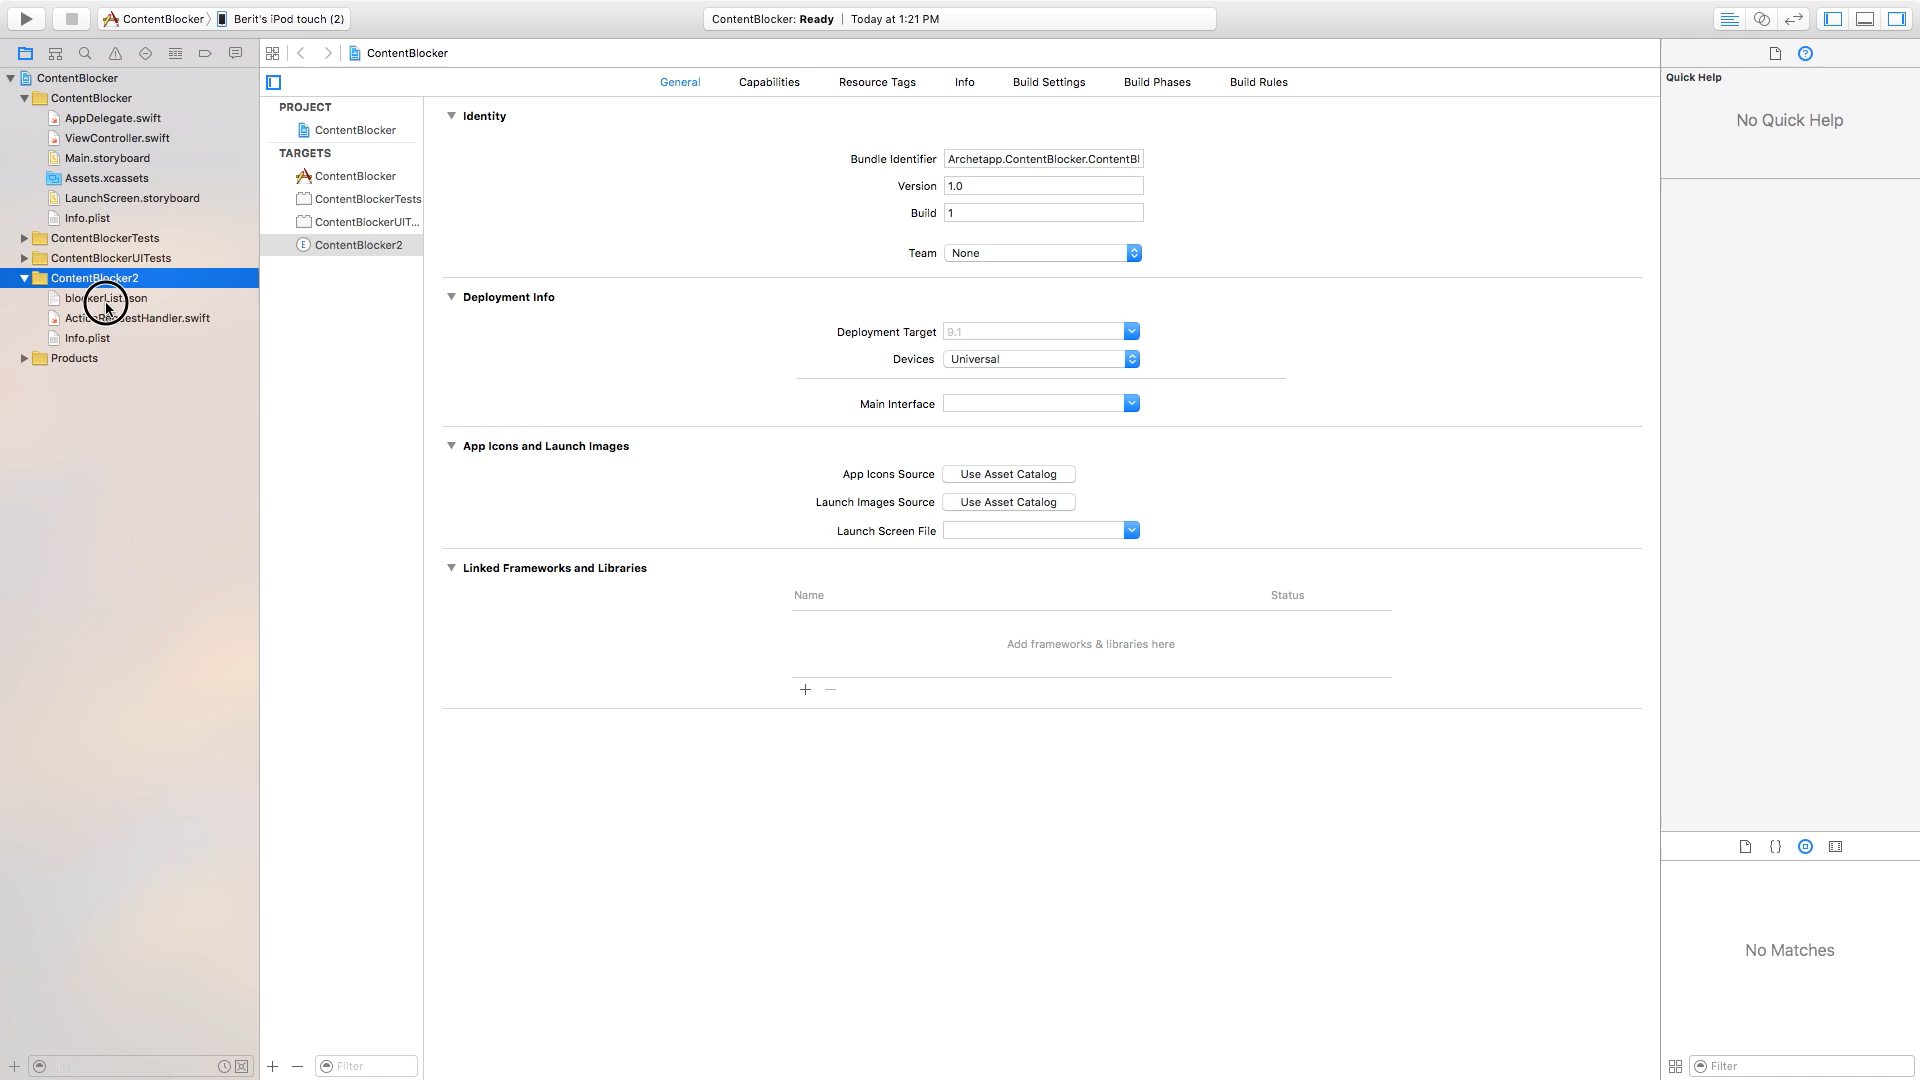 ContentBlocker Berit's iPod touch (2)
ContentBlocker: Ready | Today at 1:21 PM
ContentBlocker
ContentBlocker
ContentBlocker
AppDelegate.swift
ViewController.swift
Main.storyboard
Assets.xcassets
LaunchScreen.storyboard
Info.plist
ContentBlockerTests
ContentBlockerUITests
ContentBlocker2
blockerList.json
ActionRequestHandler.swift
Info.plist
Products
Filter
General Capabilities Resource Tags Info Build Settings Build Phases Build Rules
PROJECT
ContentBlocker
TARGETS
ContentBlocker
ContentBlockerTests
ContentBlockerUIT...
E ContentBlocker2
Filter
Identity
Bundle Identifier Archetapp.ContentBlocker.ContentBl
Version 1.0
Build 1
Team None
Deployment Info
Deployment Target 9.1
Devices Universal
Main Interface
App Icons and Launch Images
App Icons Source Use Asset Catalog
Launch Images Source Use Asset Catalog
Launch Screen File
Linked Frameworks and Libraries
Name Status
Add frameworks & libraries here
Quick Help
No Quick Help
{}
No Matches
Filter